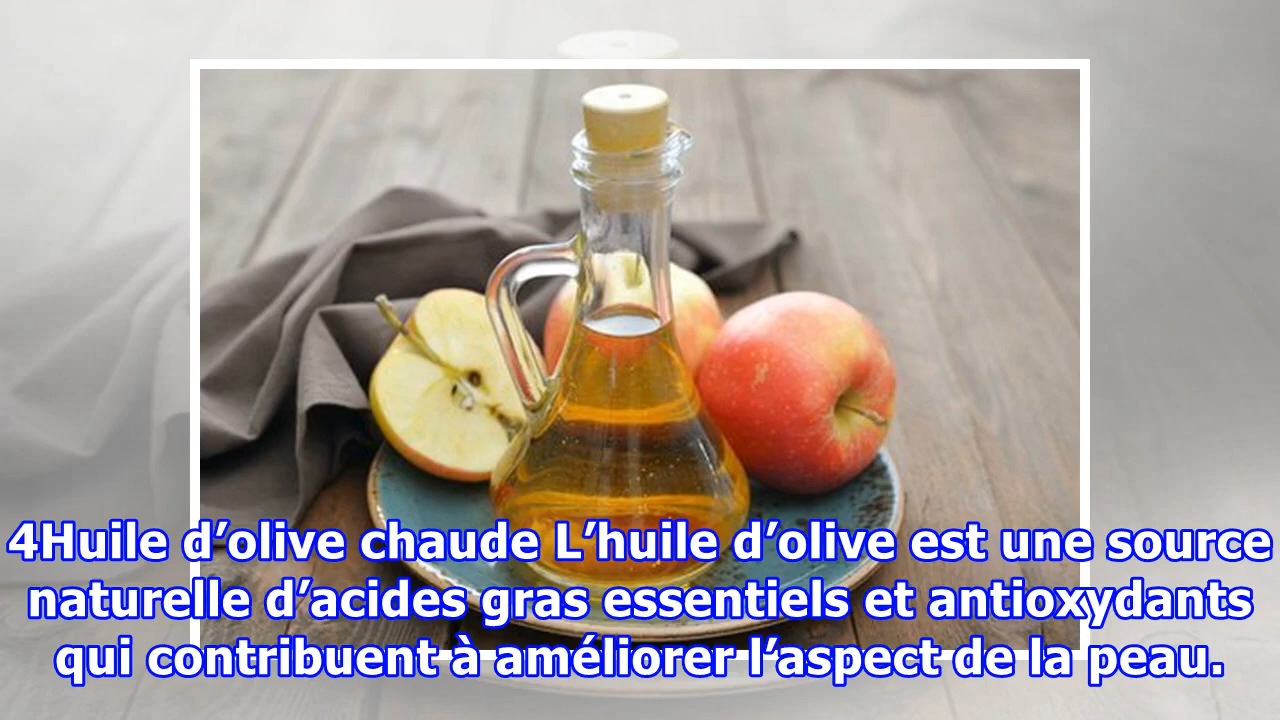 4Huile d’olive chaude L’huile d’olive est une source
naturelle d’acides gras essentiels et antioxydants
qui contribuent à améliorer l’aspect de la peau.